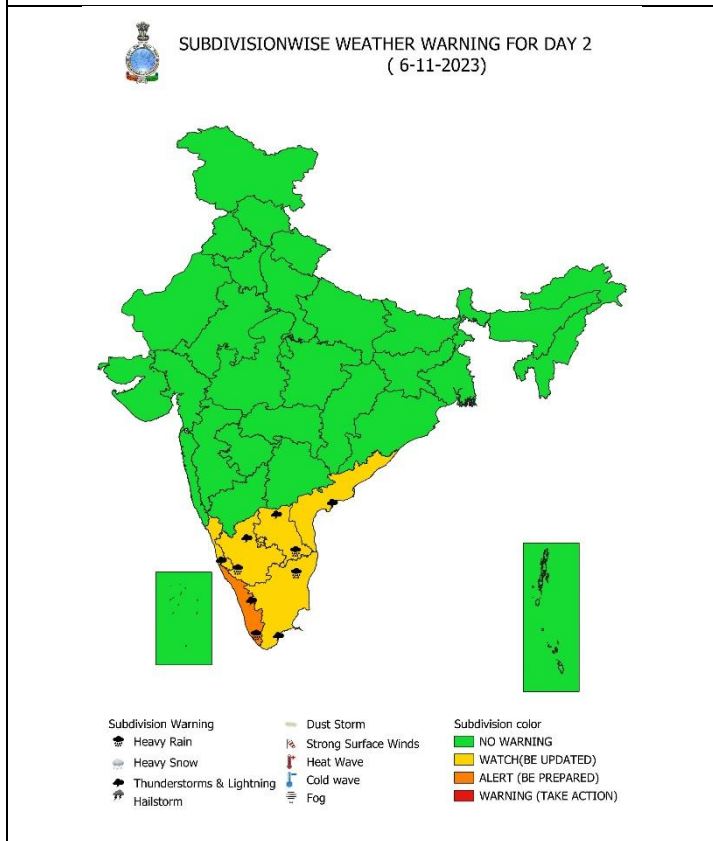 SUBDIVISIONWISE WEATHER WARNING FOR DAY 2
( 6-11-2023)
Subdivision Warning
Heavy Rain
Heavy Snow
Thunderstorms & Lightning
Hailstorm
Dust Storm
Strong Surface Winds
Heat Wave
Cold wave
Fog
Subdivision color
NO WARNING
WATCH(BE UPDATED)
ALERT (BE PREPARED)
WARNING (TAKE ACTION)